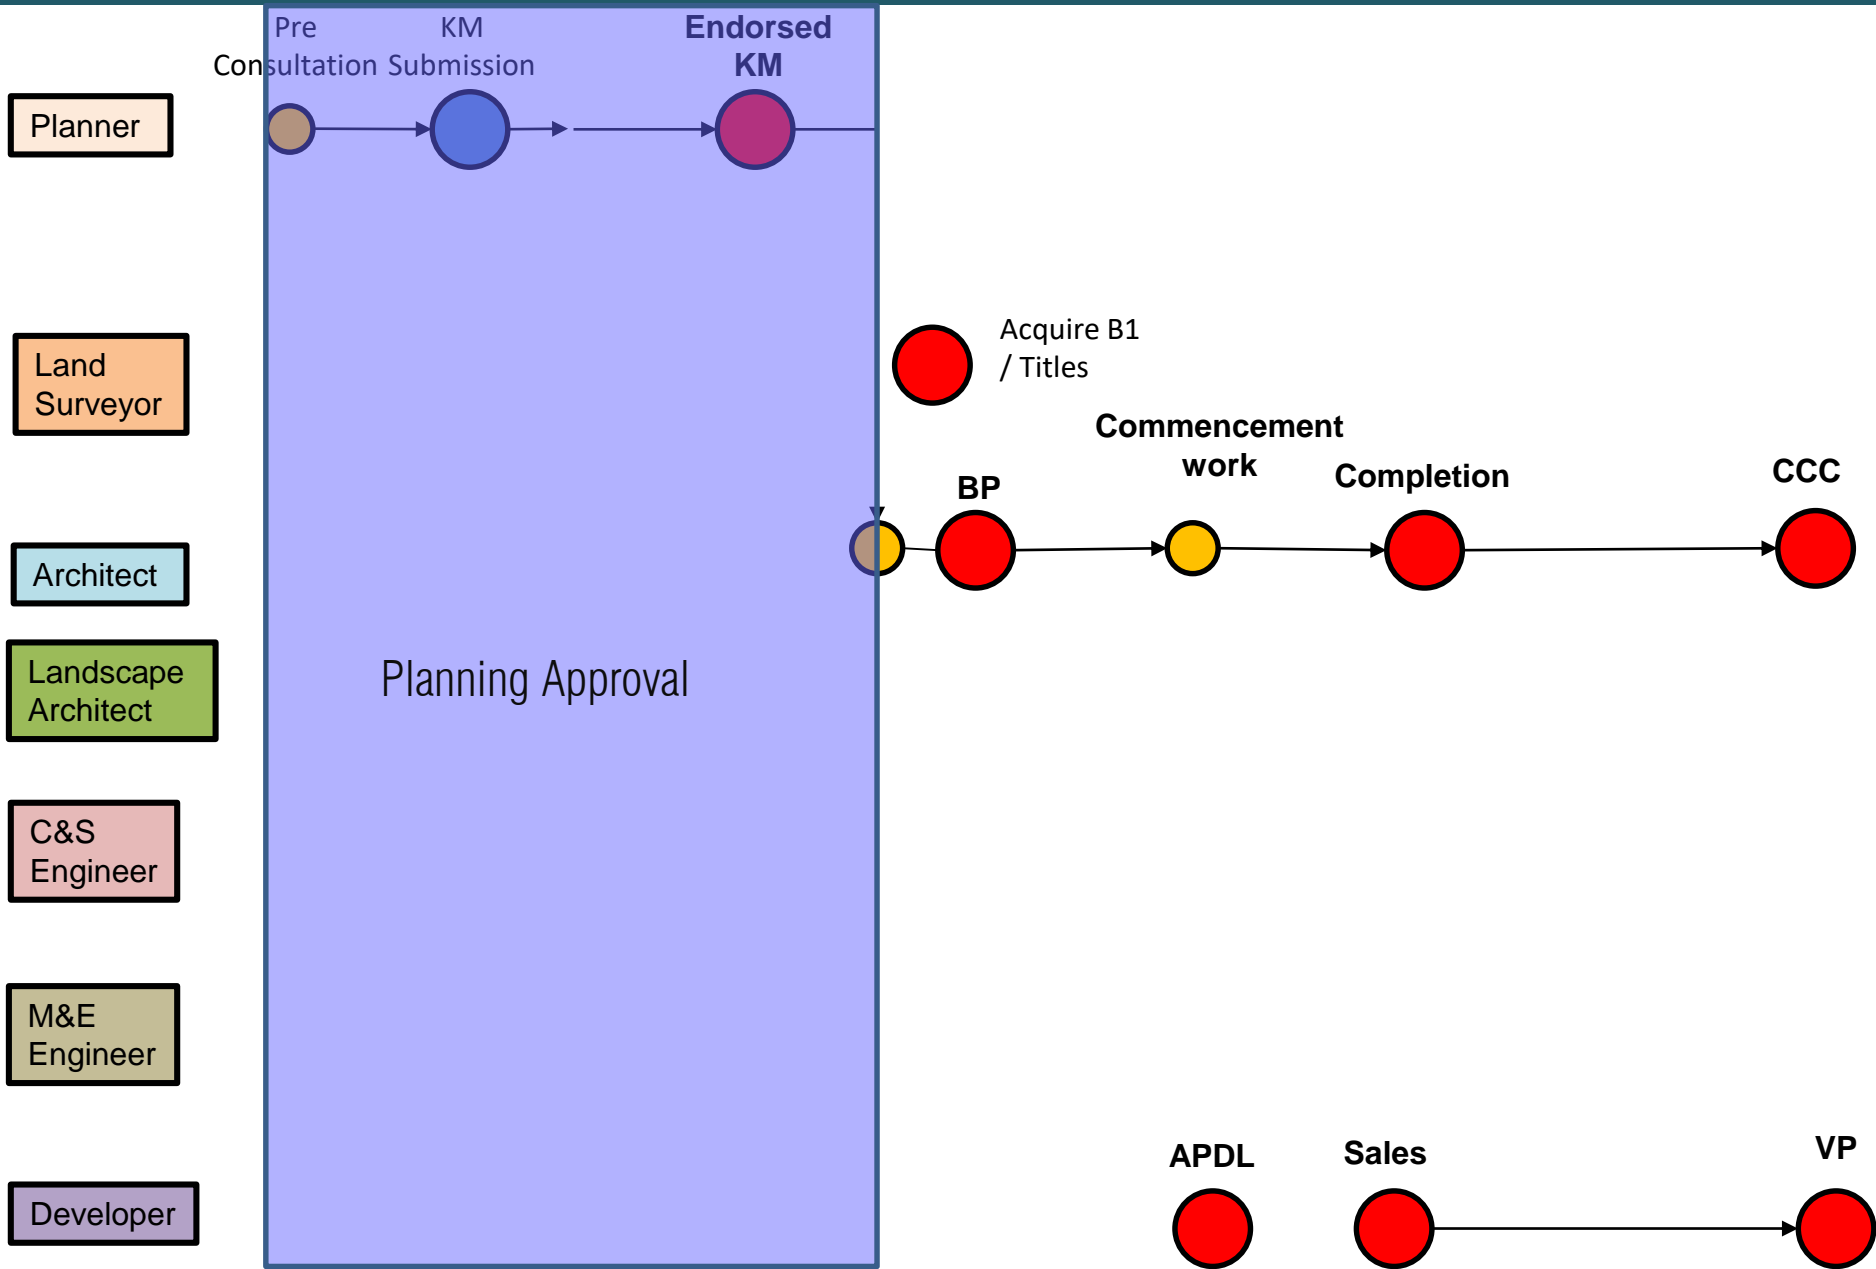 Pre
Consultation
KM
Submission
Endorsed
KM
Planner
Acquire B1
/ Titles
Land
Surveyor
Commencement
work
BP
Completion
CCC
Architect
Landscape
Architect
Planning Approval
C&S
Engineer
M&E
Engineer
APDL
Sales
VP
Developer